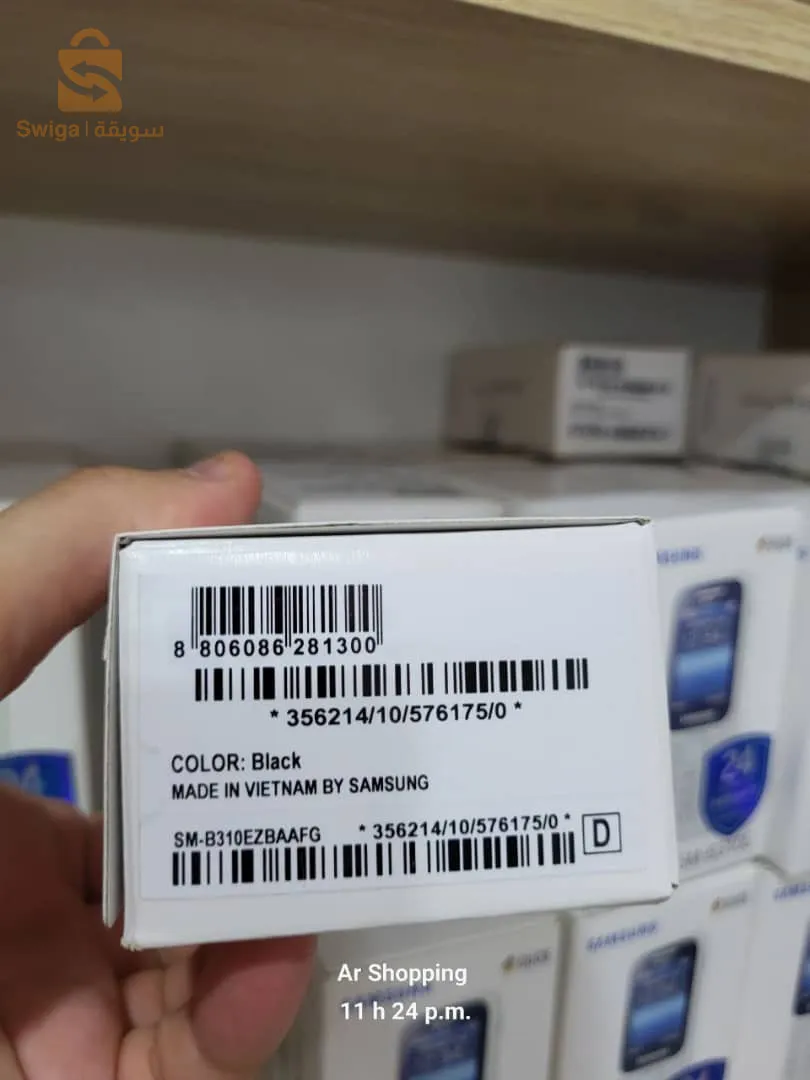 Swiga | سويقة
SAMSUNG
8 806086 281300
* 356214/10/576175/0 *
COLOR: Black
MADE IN VIETNAM BY SAMSUNG
24
SM-B310EZBAAFG * 356214/10/576175/0 * D
SAMSUNG
Ar Shopping
11 h 24 p.m.